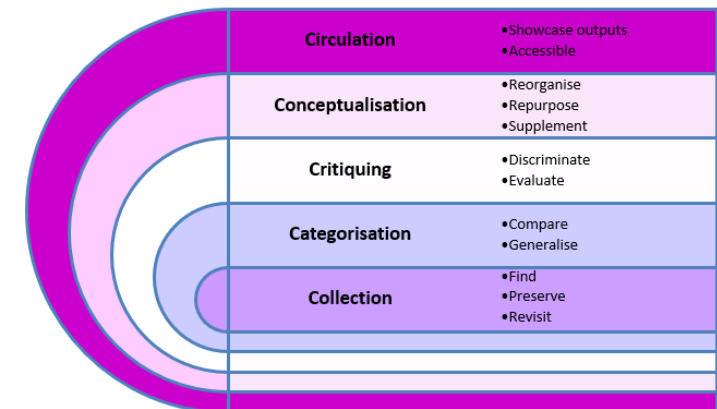 Circulation
•Showcase outputs
•Accessible
Conceptualisation
•Reorganise
•Repurpose
•Supplement
Critiquing
•Discriminate
•Evaluate
Categorisation
•Compare
•Generalise
Collection
•Find
•Preserve
•Revisit